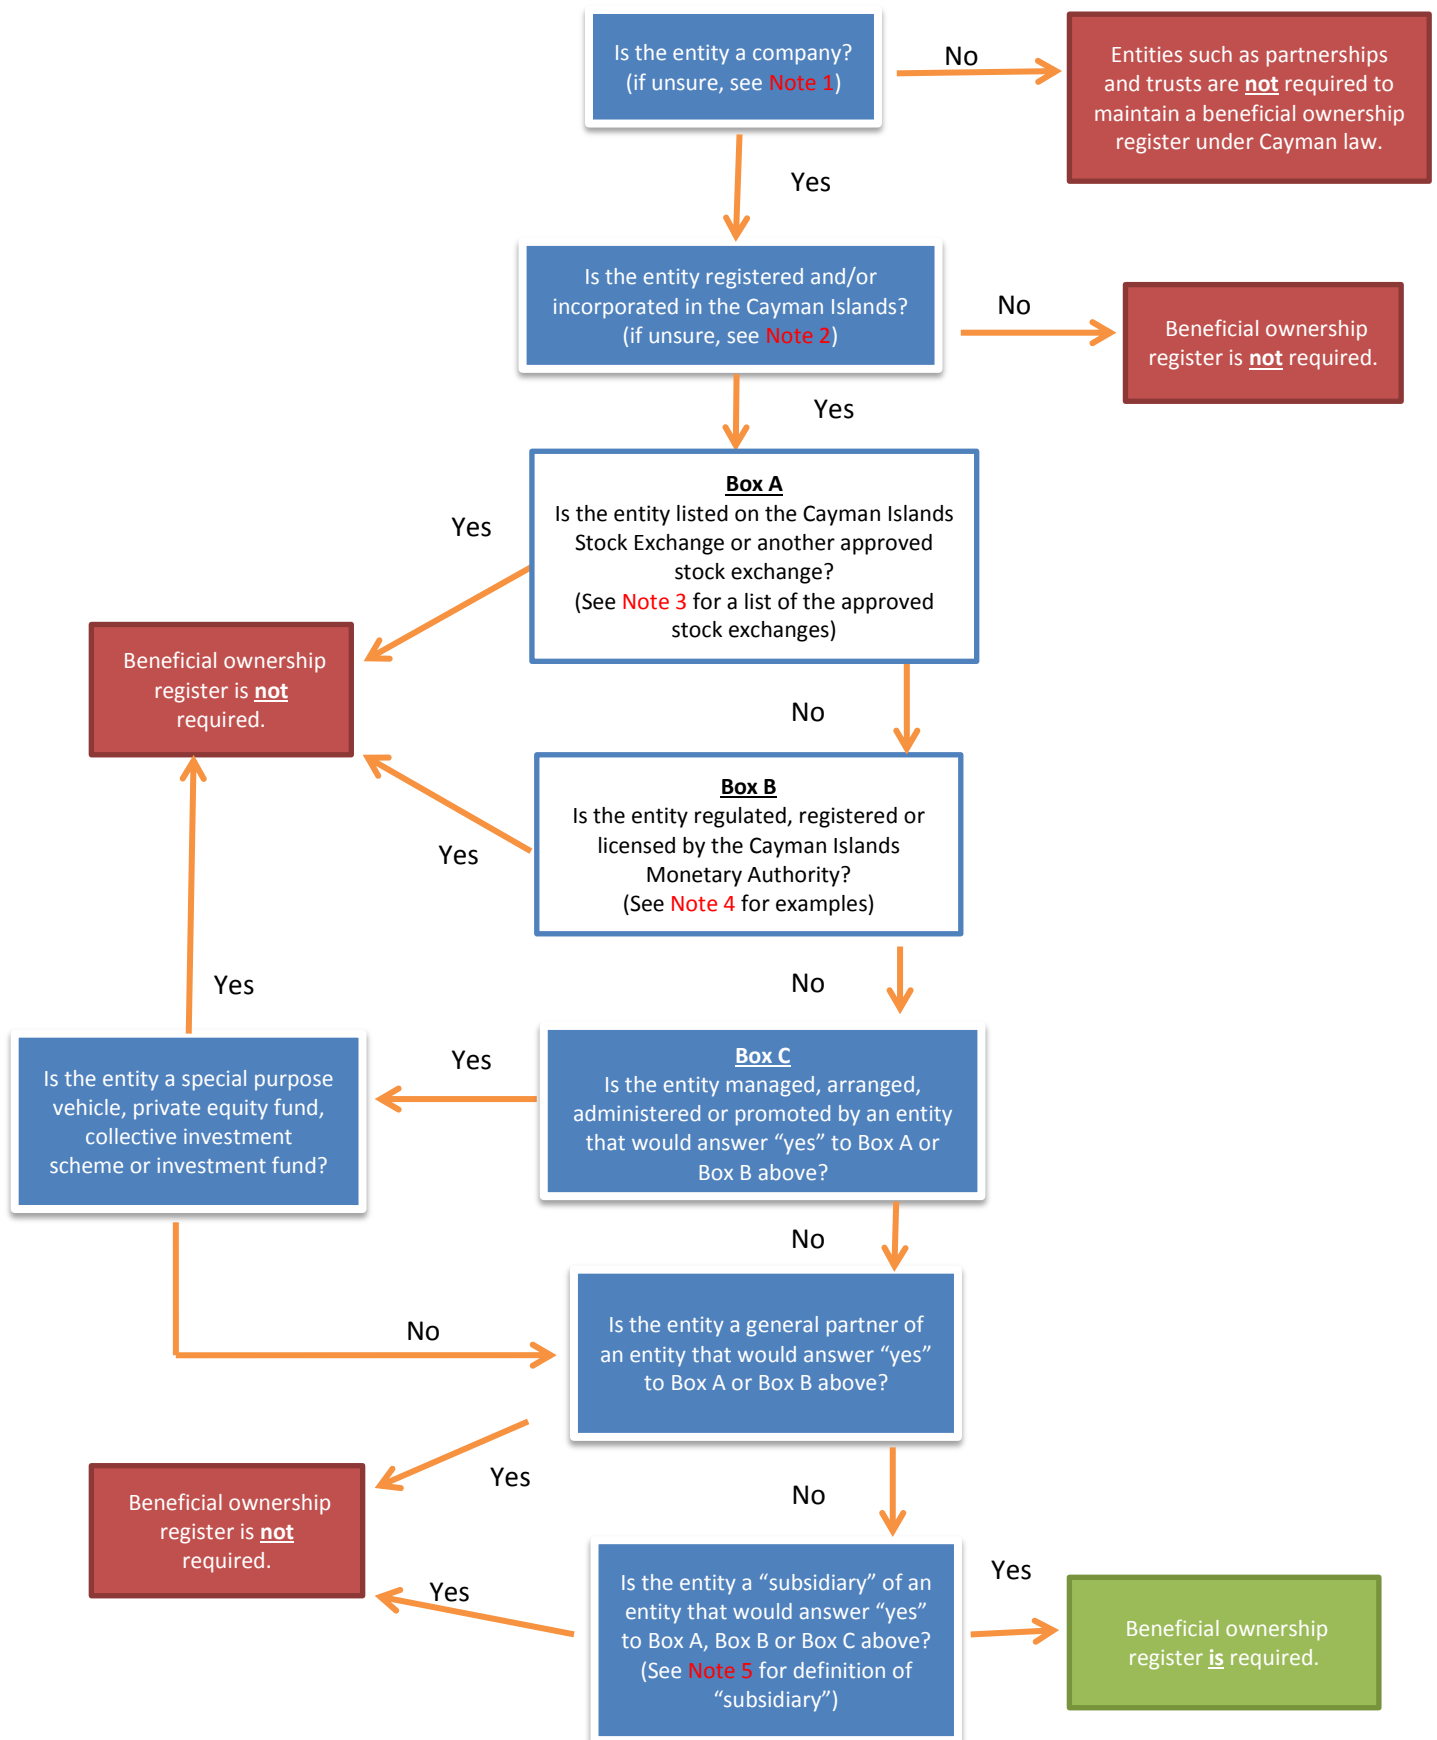 Is the entity a company?
(if unsure, see Note 1)
No
Entities such as partnerships
and trusts are not required to
maintain a beneficial ownership
register under Cayman law.
Yes
Is the entity registered and/or
incorporated in the Cayman Islands?
(if unsure, see Note 2)
No
Beneficial ownership
register is not required.
Yes
Box A
Is the entity listed on the Cayman Islands
Stock Exchange or another approved
stock exchange?
(See Note 3 for a list of the approved
stock exchanges)
Yes
Beneficial ownership
register is not
required.
No
Box B
Is the entity regulated, registered or
licensed by the Cayman Islands
Monetary Authority?
(See Note 4 for examples)
Yes
No
Yes
Box C
Is the entity managed, arranged,
administered or promoted by an entity
that would answer “yes” to Box A or
Box B above?
Yes
Is the entity a special purpose
vehicle, private equity fund,
collective investment
scheme or investment fund?
No
No
Is the entity a general partner of
an entity that would answer “yes”
to Box A or Box B above?
Yes
Beneficial ownership
register is not
required.
No
Is the entity a “subsidiary” of an
entity that would answer “yes”
to Box A, Box B or Box C above?
(See Note 5 for definition of
“subsidiary”)
Yes
Yes
Beneficial ownership
register is required.